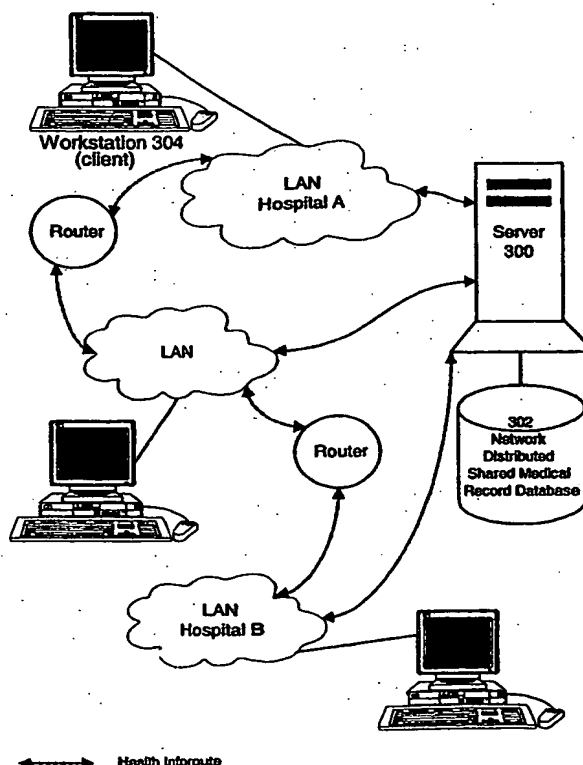 Workstation 304
(client)
LAN
Hospital A
Router
Server
300
LAN
302
Network
Distributed
Shared Medical
Record Database
Router
LAN
Hospital B
Health Inforoute